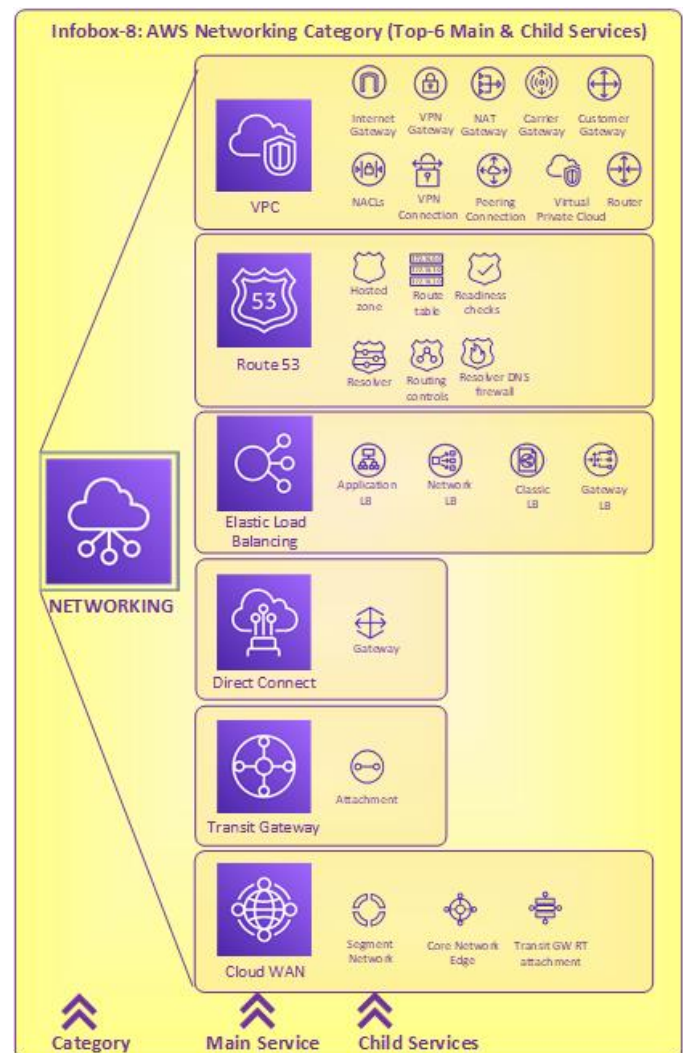 Infobox-8: AWS Networking Category (Top-6 Main & Child Services)
Internet
Gateway
VPN
Gateway
NAT
Gateway
Carrier
Gateway
Customer
Gateway
VPC
NACLs
VPN
Connection
Peering
Connection
Virtual
Private Cloud
Router
53
Route 53
Hosted
zone
Route
table
Readiness
checks
Resolver
Routing
controls
Resolver DNS
firewall
Elastic Load
Balancing
Application
LB
Network
LB
Classic
LB
Gateway
LB
NETWORKING
Direct Connect
Gateway
Transit Gateway
Attachment
Cloud WAN
Segment
Network
Core Network
Edge
Transit GW RT
attachment
Category
Main Service
Child Services